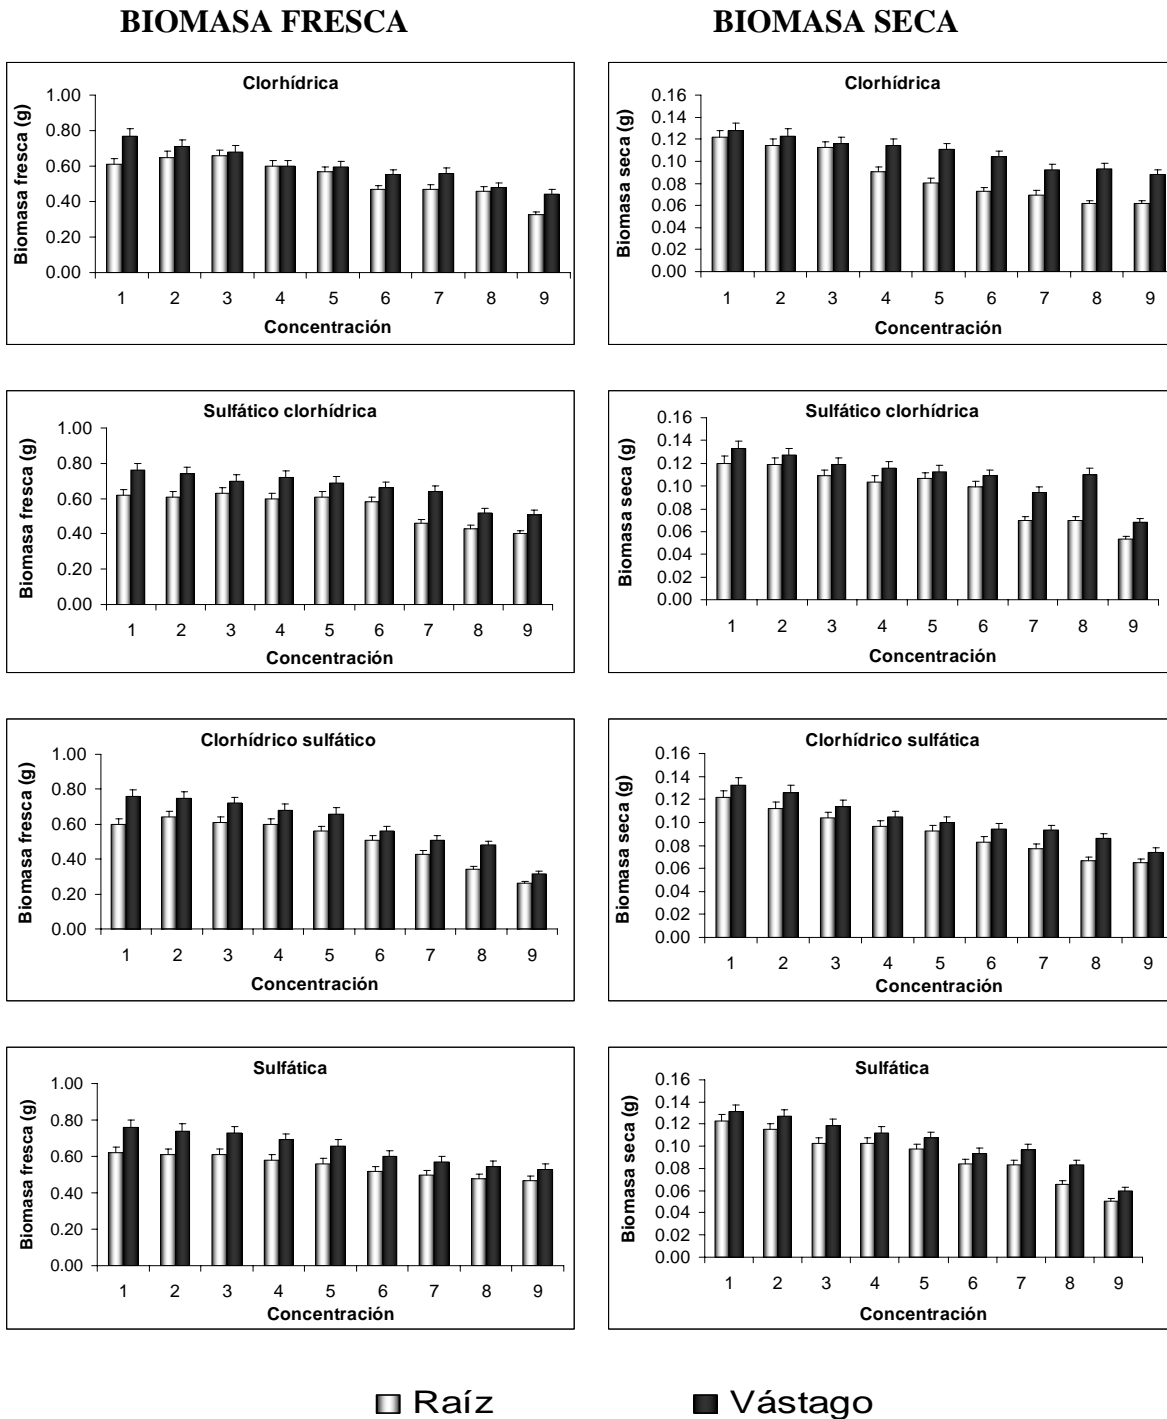 BIOMASA FRESCA
BIOMASA SECA
Clorhídrica
Biomasa fresca (g)
1.00
0.80
0.60
0.40
0.20
0.00
1 2 3 4 5 6 7 8 9
Concentración
Clorhídrica
Biomasa seca (g)
0.16
0.14
0.12
0.10
0.08
0.06
0.04
0.02
0.00
1 2 3 4 5 6 7 8 9
Concentración
Sulfático clorhídrica
Biomasa fresca (g)
1.00
0.80
0.60
0.40
0.20
0.00
1 2 3 4 5 6 7 8 9
Concentración
Sulfático clorhídrica
Biomasa seca (g)
0.16
0.14
0.12
0.10
0.08
0.06
0.04
0.02
0.00
1 2 3 4 5 6 7 8 9
Concentración
Clorhídrico sulfático
Biomasa fresca (g)
1.00
0.80
0.60
0.40
0.20
0.00
1 2 3 4 5 6 7 8 9
Concentración
Clorhídrico sulfática
Biomasa seca (g)
0.16
0.14
0.12
0.10
0.08
0.06
0.04
0.02
0.00
1 2 3 4 5 6 7 8 9
Concentración
Sulfática
Biomasa fresca (g)
1.00
0.80
0.60
0.40
0.20
0.00
1 2 3 4 5 6 7 8 9
Concentración
Sulfática
Biomasa seca (g)
0.16
0.14
0.12
0.10
0.08
0.06
0.04
0.02
0.00
1 2 3 4 5 6 7 8 9
Concentración
Raíz
Vástago